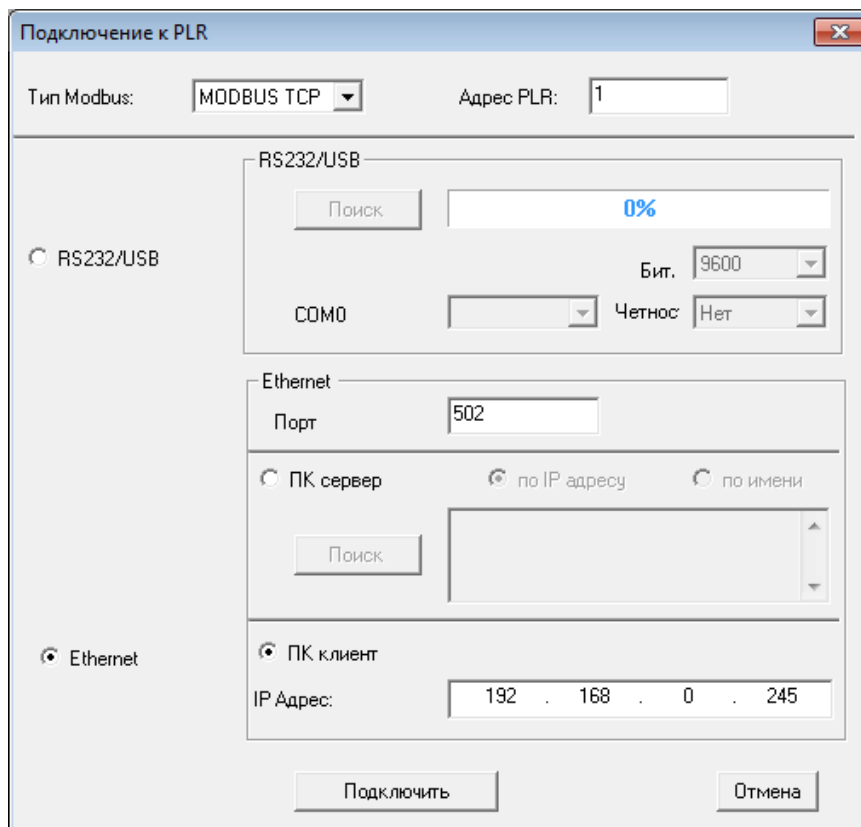 Подключение к PLR
Тип Modbus: MODBUS TCP Адрес PLR: 1
RS232/USB
Поиск 0%
RS232/USB
Бит. 9600
COM0 Четнос Нет
Ethernet
Порт 502
ПК сервер по IP адресу по имени
Поиск
Ethernet ПК клиент
IP Адрес: 192 . 168 . 0 . 245
Подключить Отмена